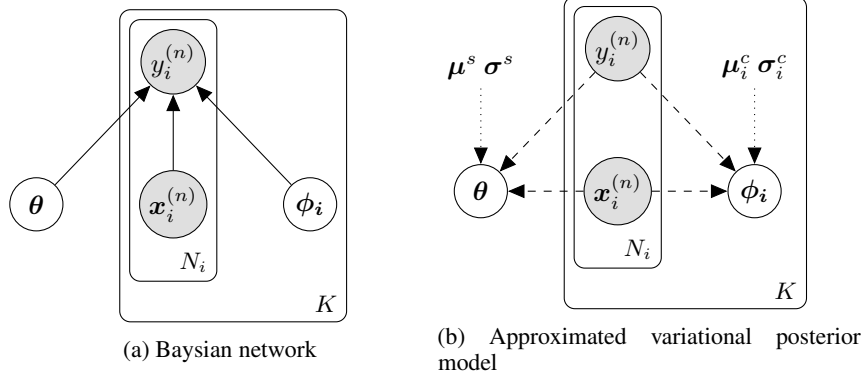 y_i^{(n)}
θ
x_i^{(n)}
ϕ_i
N_i
K
(a) Baysian network
y_i^{(n)}
μ^s σ^s
μ_i^c σ_i^c
θ
x_i^{(n)}
ϕ_i
N_i
K
(b) Approximated variational posterior
model